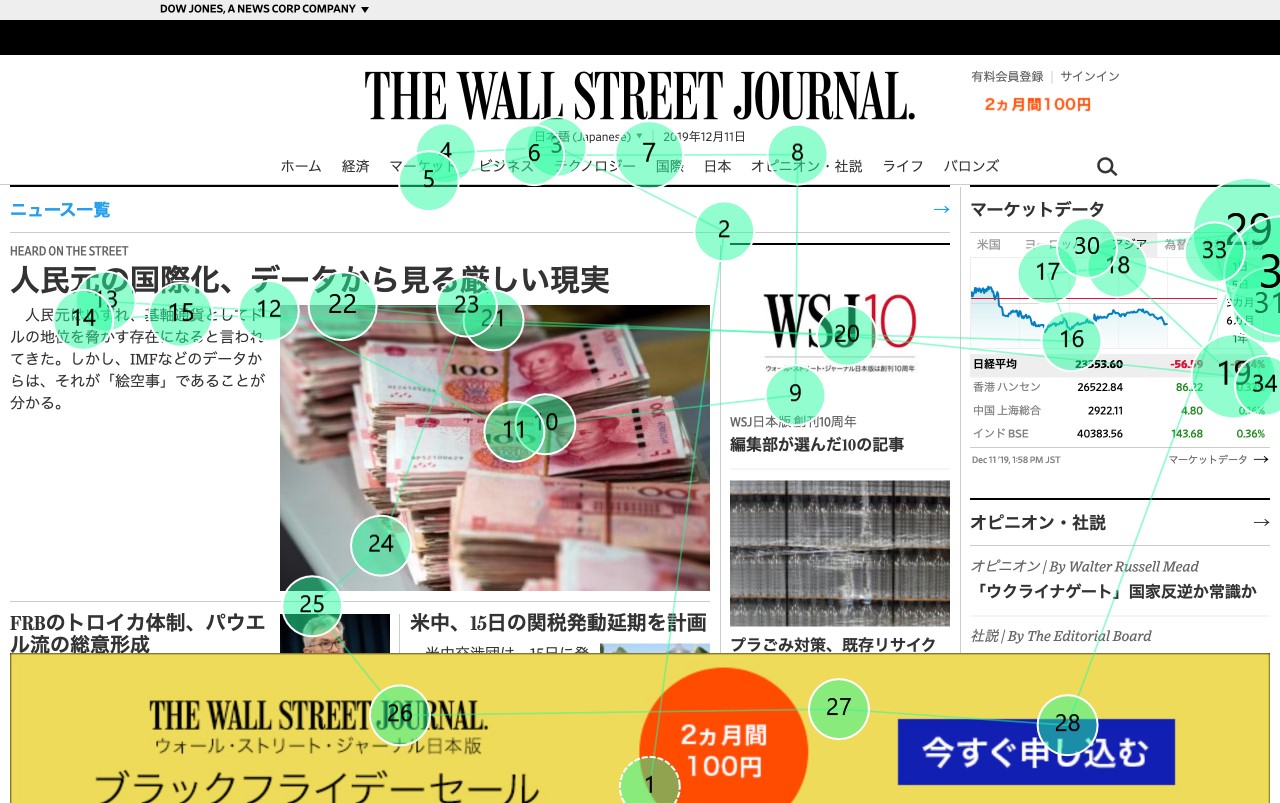 DOW JONES, A NEWS CORP COMPANY ▼
THE WALL STREET JOURNAL.
有料会員登録 | サインイン
2ヵ月間100円
日本語 (Japanese) ▼ | 2019年12月11日
ホーム 経済 マーケット ビジネス テクノロジー 国際 日本 オピニオン・社説 ライフ バロンズ
ニュース一覧 →
HEARD ON THE STREET
人民元の国際化、データから見る厳しい現実
ルの地位を脅かす存在になると言われ
てきた。しかし、IMFなどのデータか
らは、それが「絵空事」であることが
分かる。
FRBのトロイカ体制、パウエ
ル流の総意形成
米中、15日の関税発動延期を計画
米中交渉団は、15日に発
WSJ10
ウォール・ストリート・ジャーナル日本版は創刊10周年
WSJ日本版 創刊10周年
編集部が選んだ10の記事
プラごみ対策、既存リサイク
マーケットデータ
米国 アジア
1年
日経平均 23553.60
香港 ハンセン 26522.84 86.22
中国 上海総合 2922.11 4.80
インド BSE 40383.56 143.68 0.36%
Dec 11 '19, 1:58 PM JST
マーケットデータ →
オピニオン・社説 →
オピニオン | By Walter Russell Mead
「ウクライナゲート」国家反逆か常識か
社説 | By The Editorial Board
THE WALL STREET JOURNAL.
ウォール・ストリート・ジャーナル日本版
ブラックフライデーセール
2ヵ月間
100円
今すぐ申し込む
1
2
3
4
5
6
7
8
9
10
11
12
13
14
15
16
17
18
19
20
21
22
23
24
25
26
27
28
29
30
31
33
34